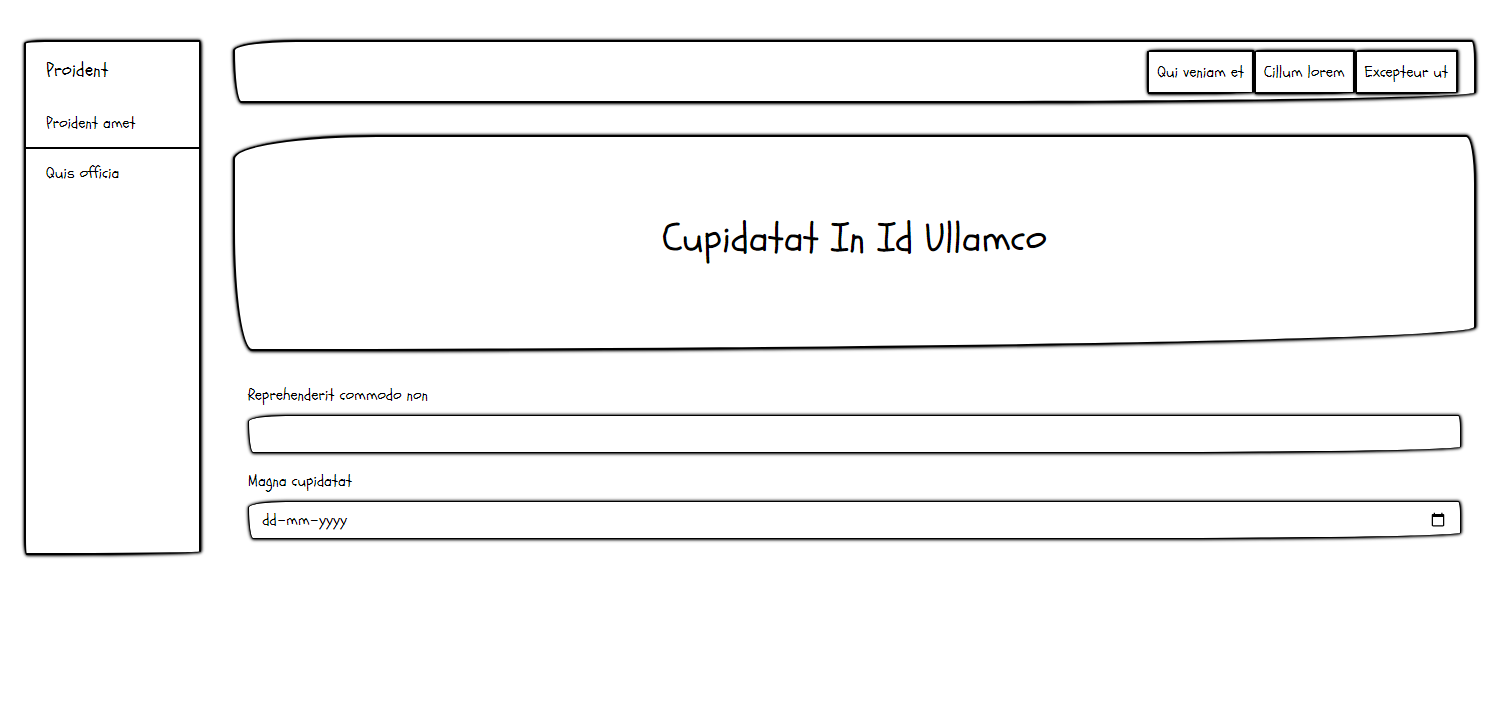 Proident
Proident amet
Quis officia
Qui veniam et
Cillum lorem
Excepteur ut
Cupidatat In Id Ullamco
Reprehenderit commodo non
Magna cupidatat
dd-mm-yyyy